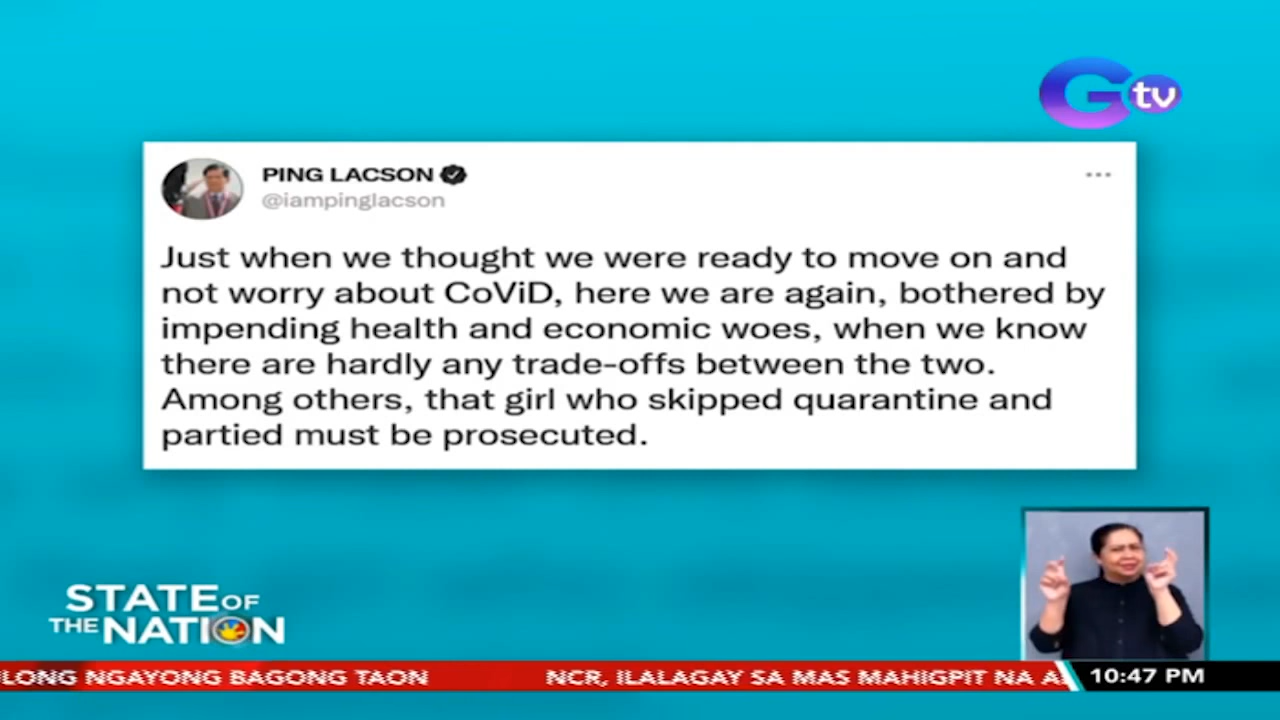 Gtv
PING LACSON
@iampinglacson
Just when we thought we were ready to move on and
not worry about CoViD, here we are again, bothered by
impending health and economic woes, when we know
there are hardly any trade-offs between the two.
Among others, that girl who skipped quarantine and
partied must be prosecuted.
STATE OF
THE NATION
LONG NGAYONG BAGONG TAON NCR, ILALAGAY SA MAS MAHIGPIT NA
10:47 PM